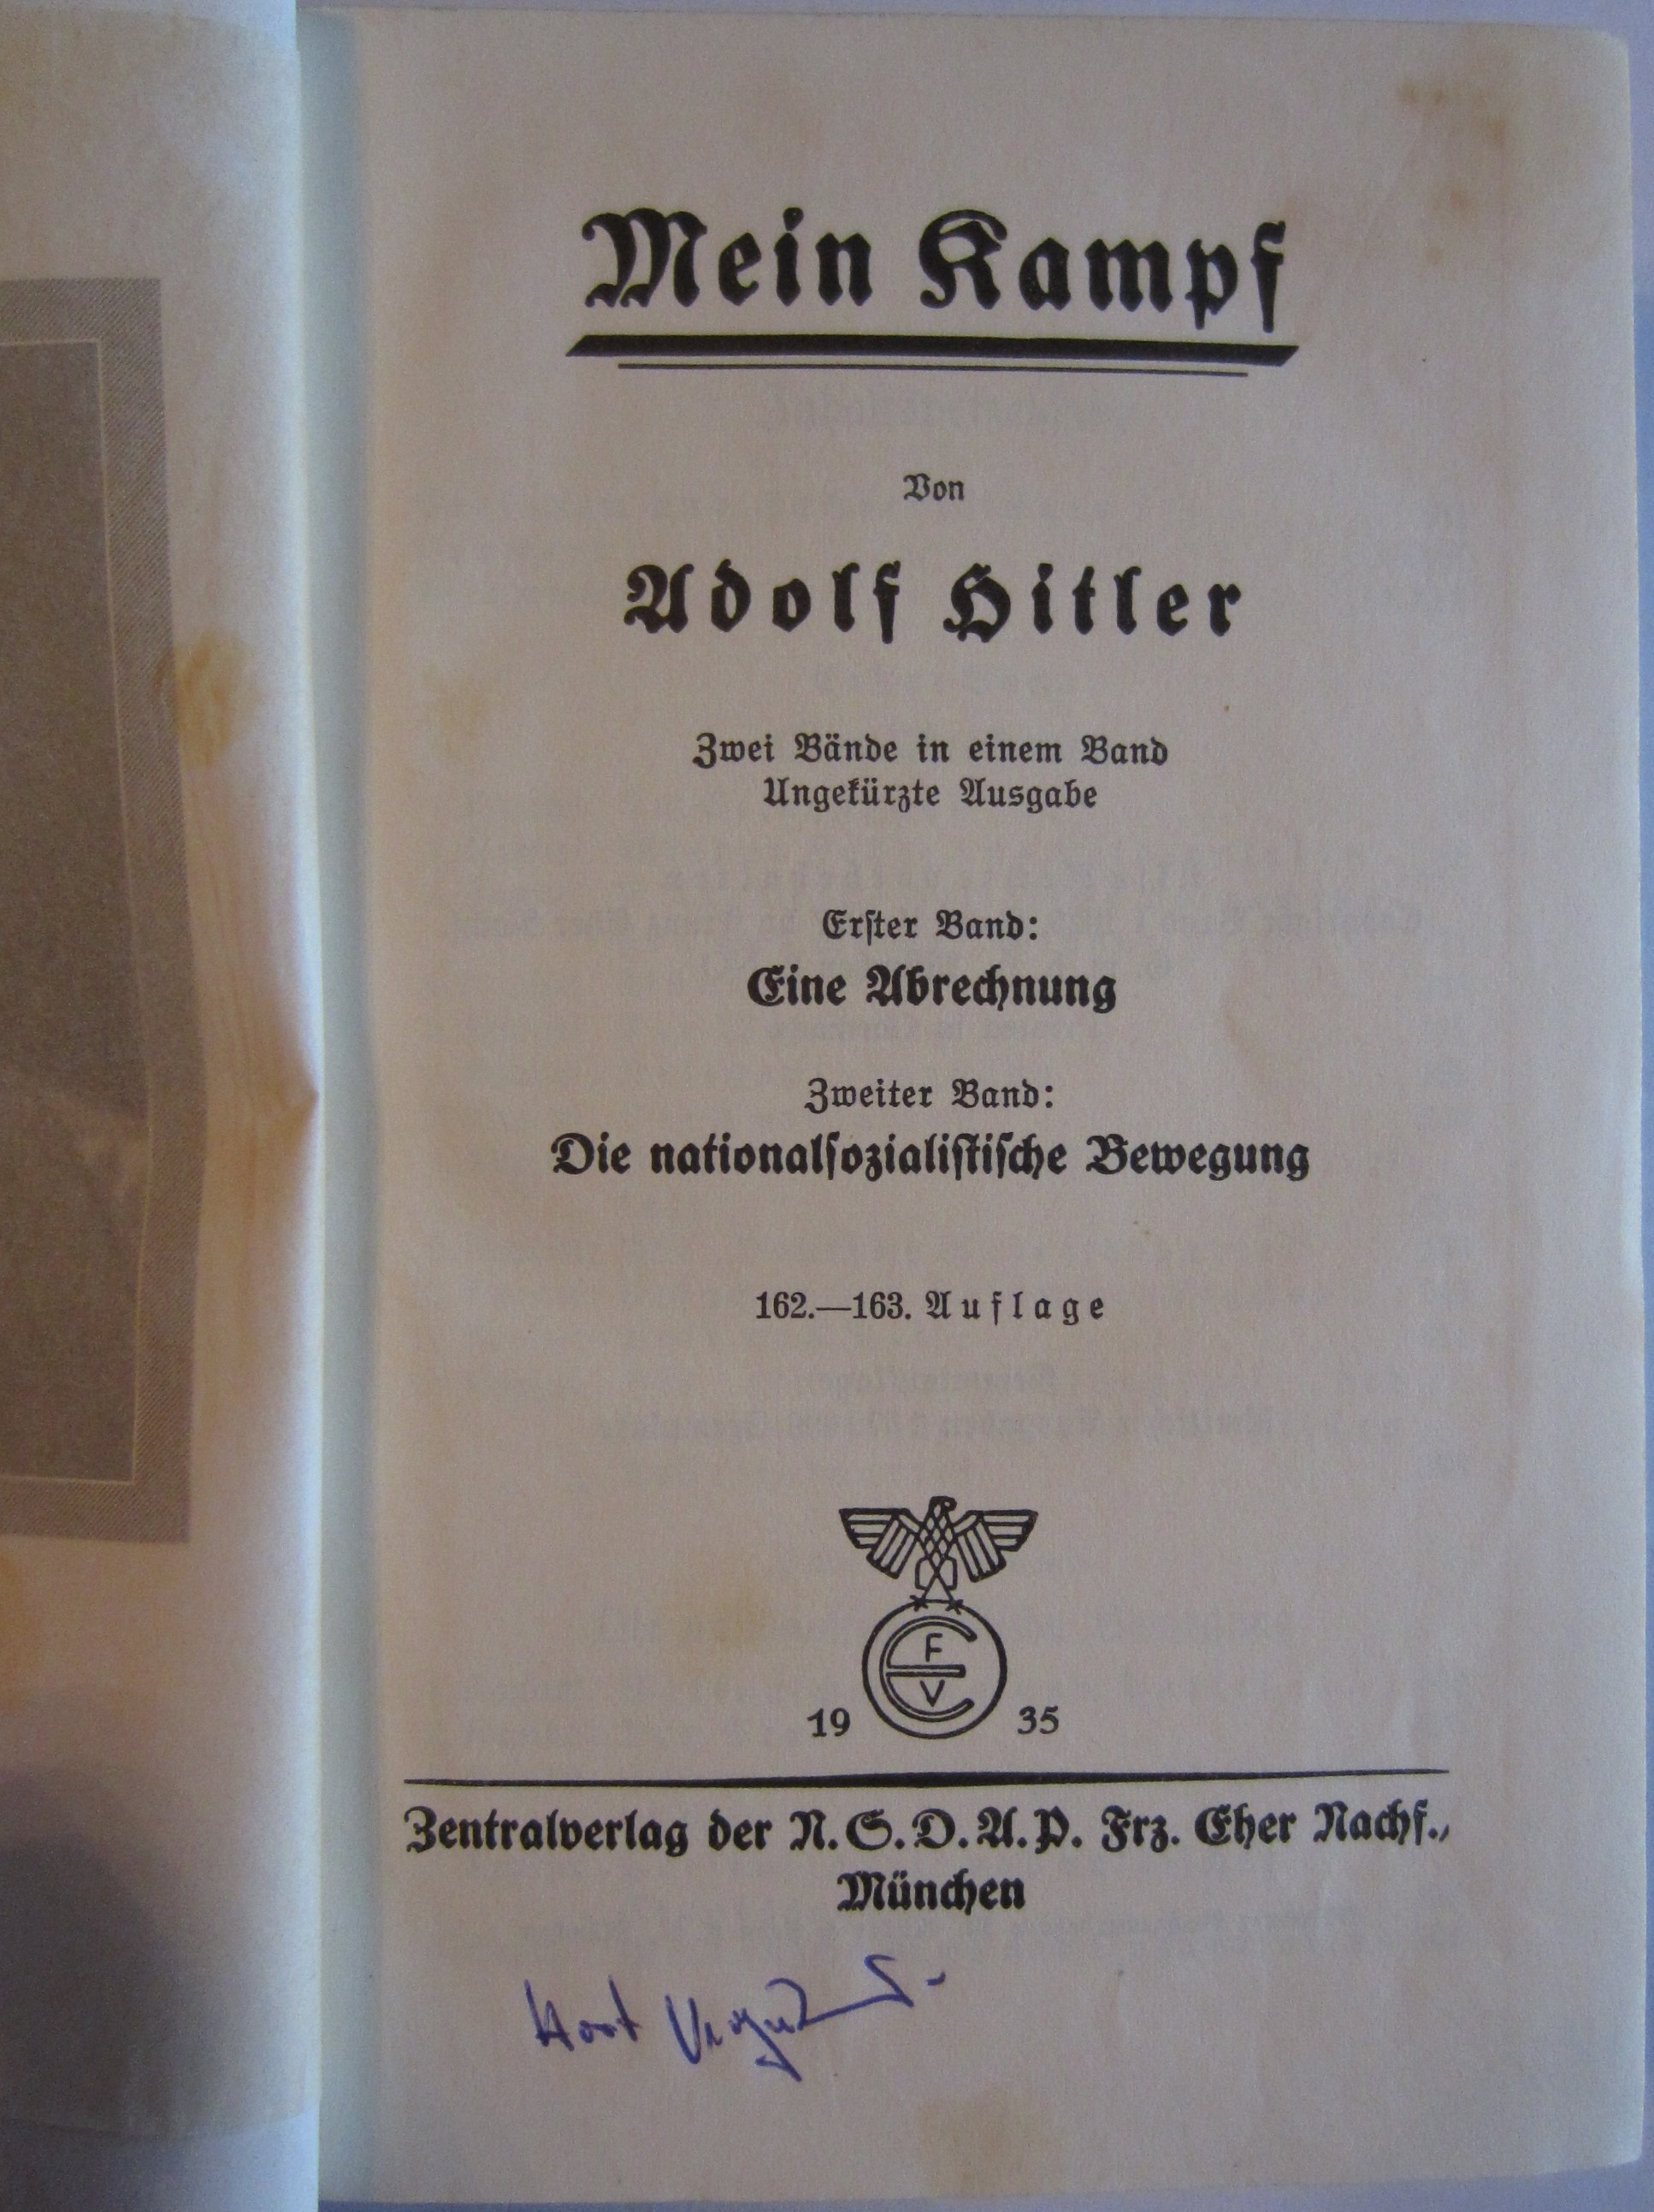 Mein Kampf
Von
Adolf Hitler
Zwei Bände in einem Band
Ungekürzte Ausgabe
Erſter Band:
Eine Abrechnung
Zweiter Band:
Die nationalſozialiſtiſche Bewegung
162.—163. Auflage
F
E
V
19 35
Zentralverlag der N.S.D.A.P. Frz. Eher Nachf.,
München